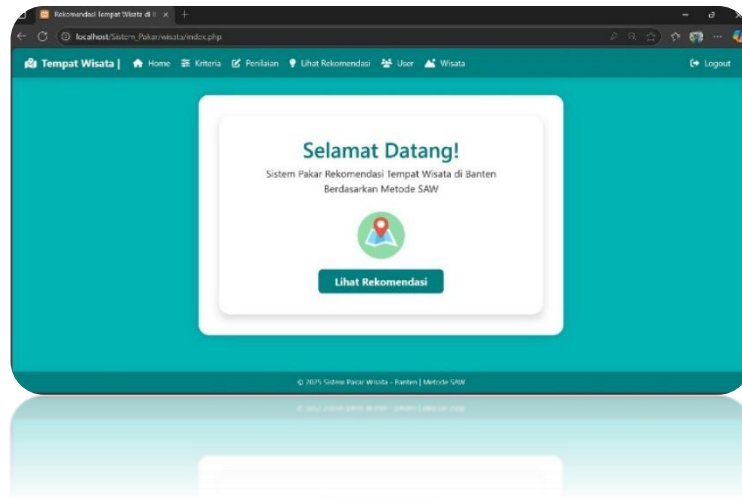 Rekomendasi Tempat Wisata di B
localhost/Sistem_Pakar/wisata/index.php
Tempat Wisata | Home Kriteria Penilaian Lihat Rekomendasi User Wisata Logout
Selamat Datang!
Sistem Pakar Rekomendasi Tempat Wisata di Banten
Berdasarkan Metode SAW
Lihat Rekomendasi
© 2025 Sistem Pakar Wisata - Banten | Metode SAW